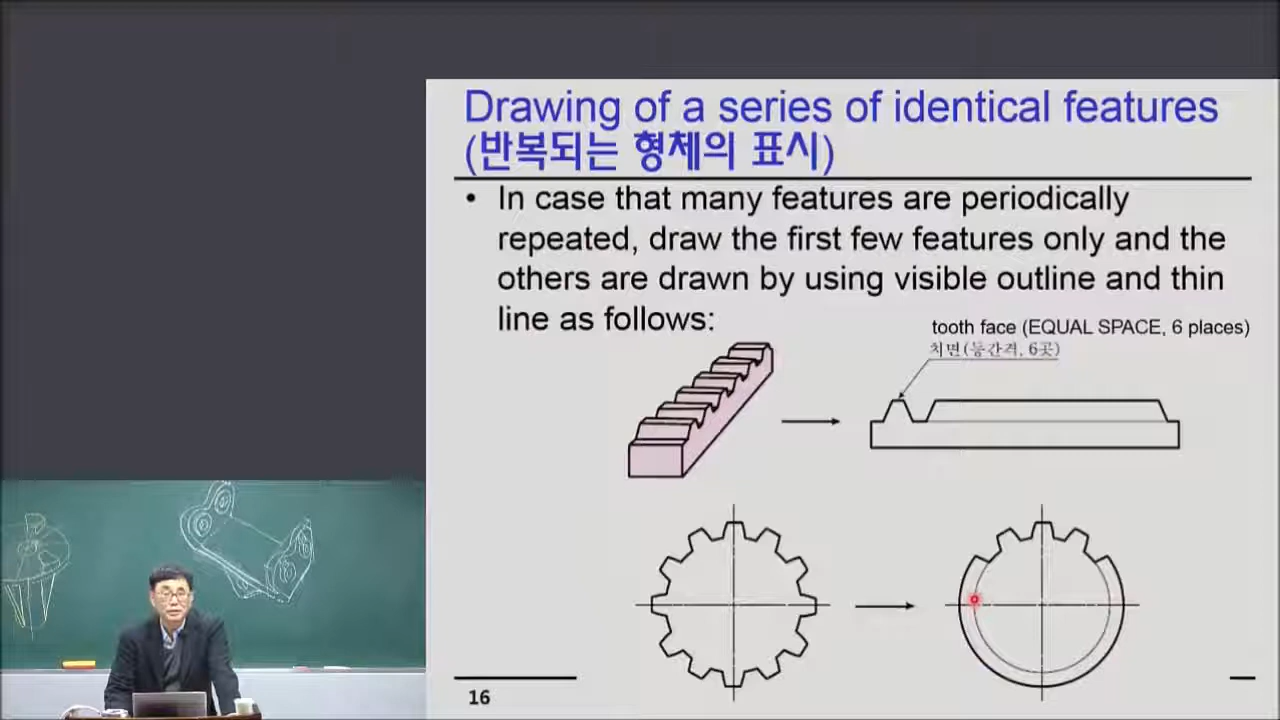 Drawing of a series of identical features
(반복되는 형체의 표시)
• In case that many features are periodically
repeated, draw the first few features only and the
others are drawn by using visible outline and thin
line as follows:
tooth face (EQUAL SPACE, 6 places)
치면(등간격, 6곳)
16